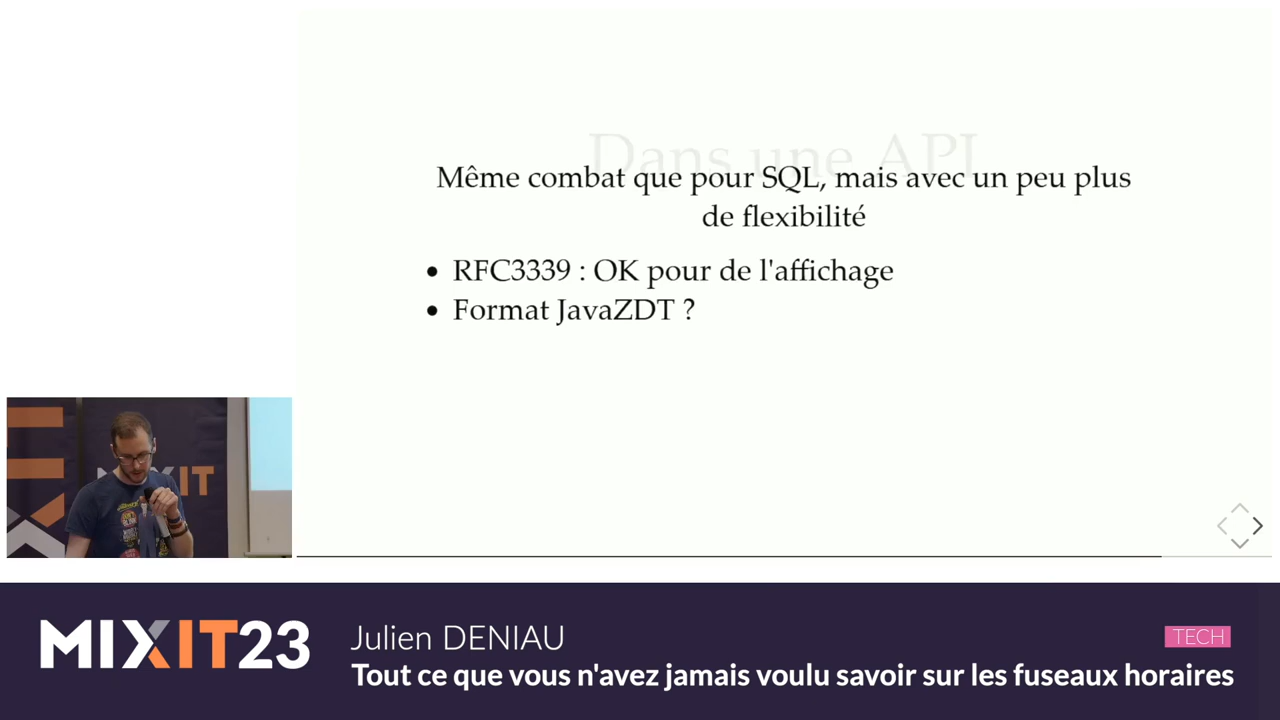 Dans une API
Même combat que pour SQL, mais avec un peu plus
de flexibilité
• RFC3339 : OK pour de l'affichage
• Format JavaZDT ?
MIXIT
MIXIT23
Julien DENIAU
TECH
Tout ce que vous n'avez jamais voulu savoir sur les fuseaux horaires